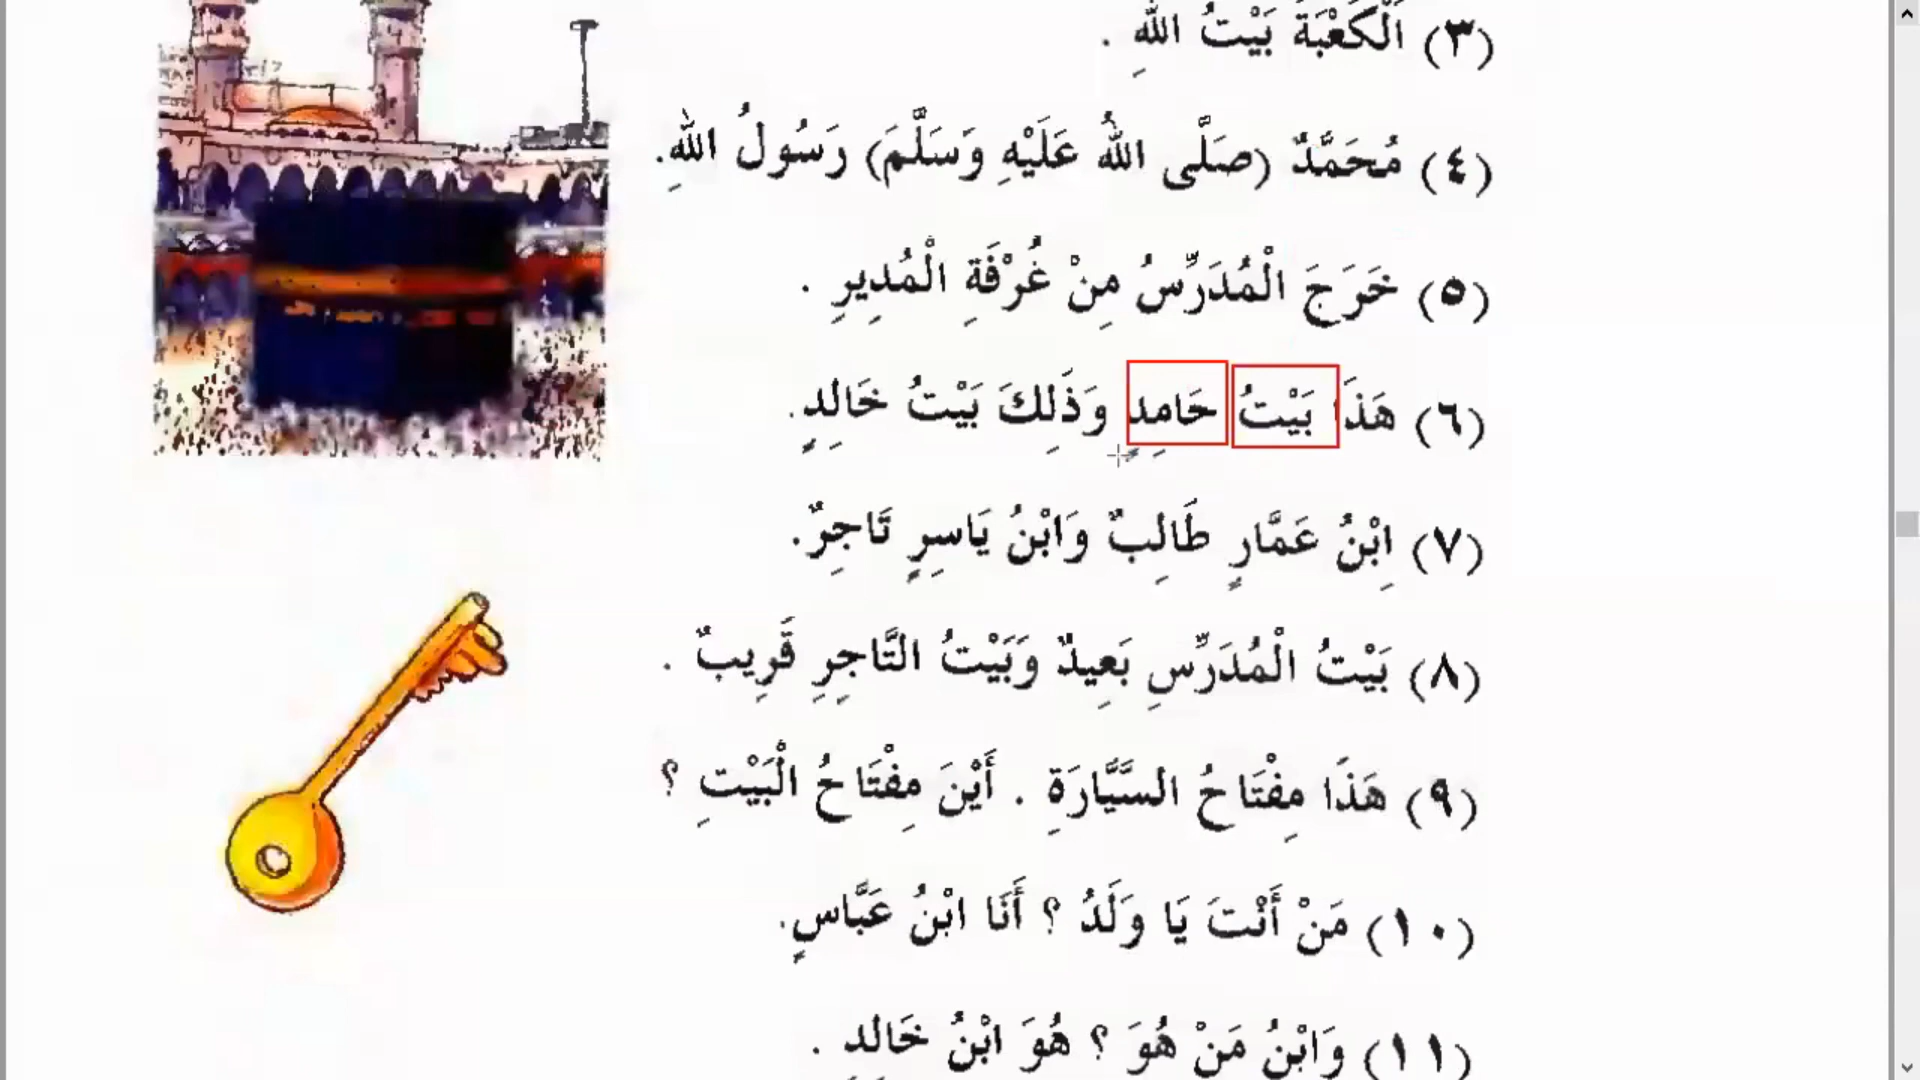 (٣) اَلْكَعْبَةُ بَيْتُ اللهِ .
(٤) مُحَمَّدٌ (صَلَّى اللهُ عَلَيْهِ وَسَلَّمَ) رَسُولُ اللهِ.
(٥) خَرَجَ الْمُدَرِّسُ مِنْ غُرْفَةِ الْمُدِيرِ .
(٦) هَذَا بَيْتُ حَامِدٍ وَذَلِكَ بَيْتُ خَالِدٍ.
(٧) اِبْنُ عَمَّارٍ طَالِبٌ وَابْنُ يَاسِرٍ تَاجِرٌ.
(٨) بَيْتُ الْمُدَرِّسِ بَعِيدٌ وَبَيْتُ التَّاجِرِ قَرِيبٌ .
(٩) هَذَا مِفْتَاحُ السَّيَّارَةِ . أَيْنَ مِفْتَاحُ الْبَيْتِ ؟
(١٠) مَنْ أَنْتَ يَا وَلَدُ ؟ أَنَا ابْنُ عَبَّاسٍ.
(١١) وَابْنُ مَنْ هُوَ ؟ هُوَ ابْنُ خَالِدٍ .